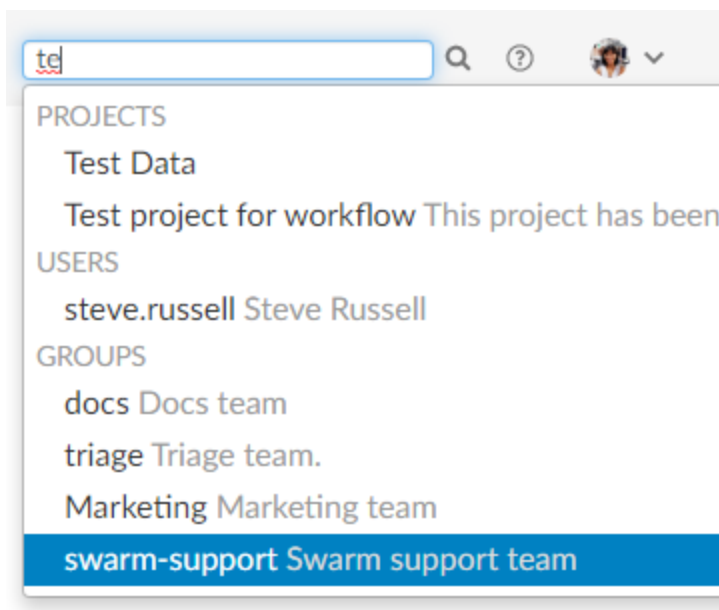 te
PROJECTS
Test Data
Test project for workflow This project has been
USERS
steve.russell Steve Russell
GROUPS
docs Docs team
triage Triage team.
Marketing Marketing team
swarm-support Swarm support team